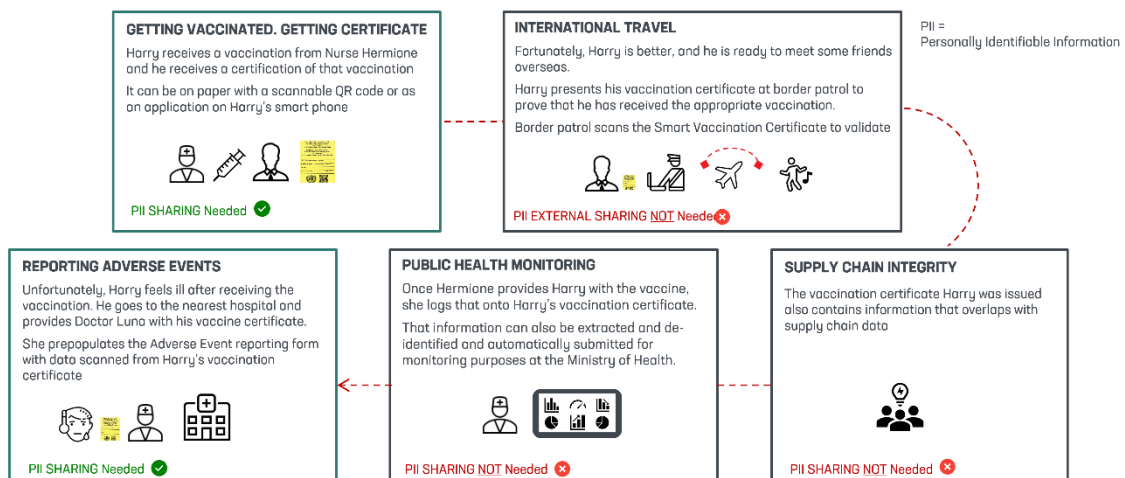 GETTING VACCINATED. GETTING CERTIFICATE
Harry receives a vaccination from Nurse Hermione
and he receives a certification of that vaccination
It can be on paper with a scannable QR code or as
an application on Harry's smart phone
PII SHARING Needed
INTERNATIONAL TRAVEL
Fortunately, Harry is better, and he is ready to meet some friends
overseas.
Harry presents his vaccination certificate at border patrol to
prove that he has received the appropriate vaccination.
Border patrol scans the Smart Vaccination Certificate to validate
PII EXTERNAL SHARING NOT Needed
PII =
Personally Identifiable Information
REPORTING ADVERSE EVENTS
Unfortunately, Harry feels ill after receiving the
vaccination. He goes to the nearest hospital and
provides Doctor Luna with his vaccine certificate.
She prepopulates the Adverse Event reporting form
with data scanned from Harry's vaccination
certificate
PII SHARING Needed
PUBLIC HEALTH MONITORING
Once Hermione provides Harry with the vaccine,
she logs that onto Harry's vaccination certificate.
That information can also be extracted and de-
identified and automatically submitted for
monitoring purposes at the Ministry of Health.
PII SHARING NOT Needed
SUPPLY CHAIN INTEGRITY
The vaccination certificate Harry was issued
also contains information that overlaps with
supply chain data
PII SHARING NOT Needed